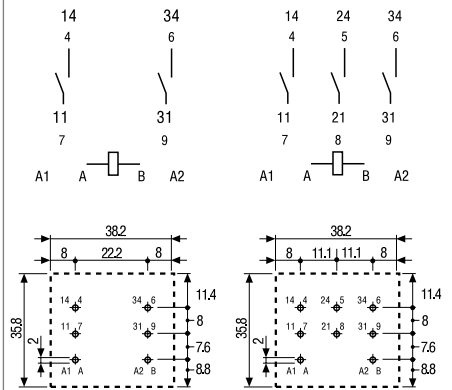 14 34 14 24 34
4 6 4 5 6
11 31 11 21 31
7 9 7 8 9
A1 A B A2 A1 A B A2
38.2 38.2
8 22.2 8 8 11.1 11.1 8
14 4 34 6 11.4 14 4 24 5 34 6 11.4
35.8 8 35.8 8
11 7 31 9 11 7 21 8 31 9
2 7.6 2 7.6
A1 A A2 B 8.8 A1 A A2 B 8.8